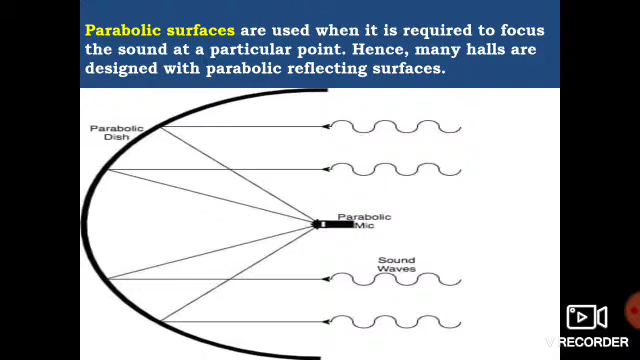 Parabolic surfaces are used when it is required to focus
the sound at a particular point. Hence, many halls are
designed with parabolic reflecting surfaces.
Parabolic
Dish
Parabolic
Mic
Sound
Waves
V RECORDER